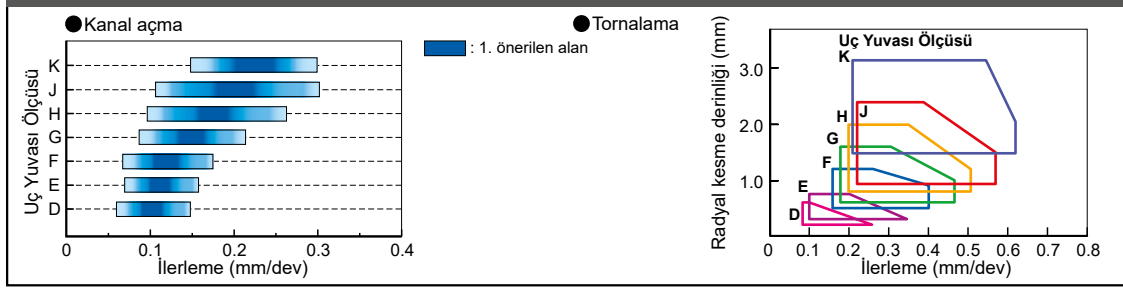 ●Kanal açma
: 1. önerilen alan
Uç Yuvası Ölçüsü
K
J
H
G
F
E
D
0 0.1 0.2 0.3 0.4
İlerleme (mm/dev)
●Tornalama
Uç Yuvası Ölçüsü
Radyal kesme derinliği (mm)
3.0
2.0
1.0
K
J
H
G
F
E
D
0 0.1 0.2 0.3 0.4 0.5 0.6 0.7 0.8
İlerleme (mm/dev)